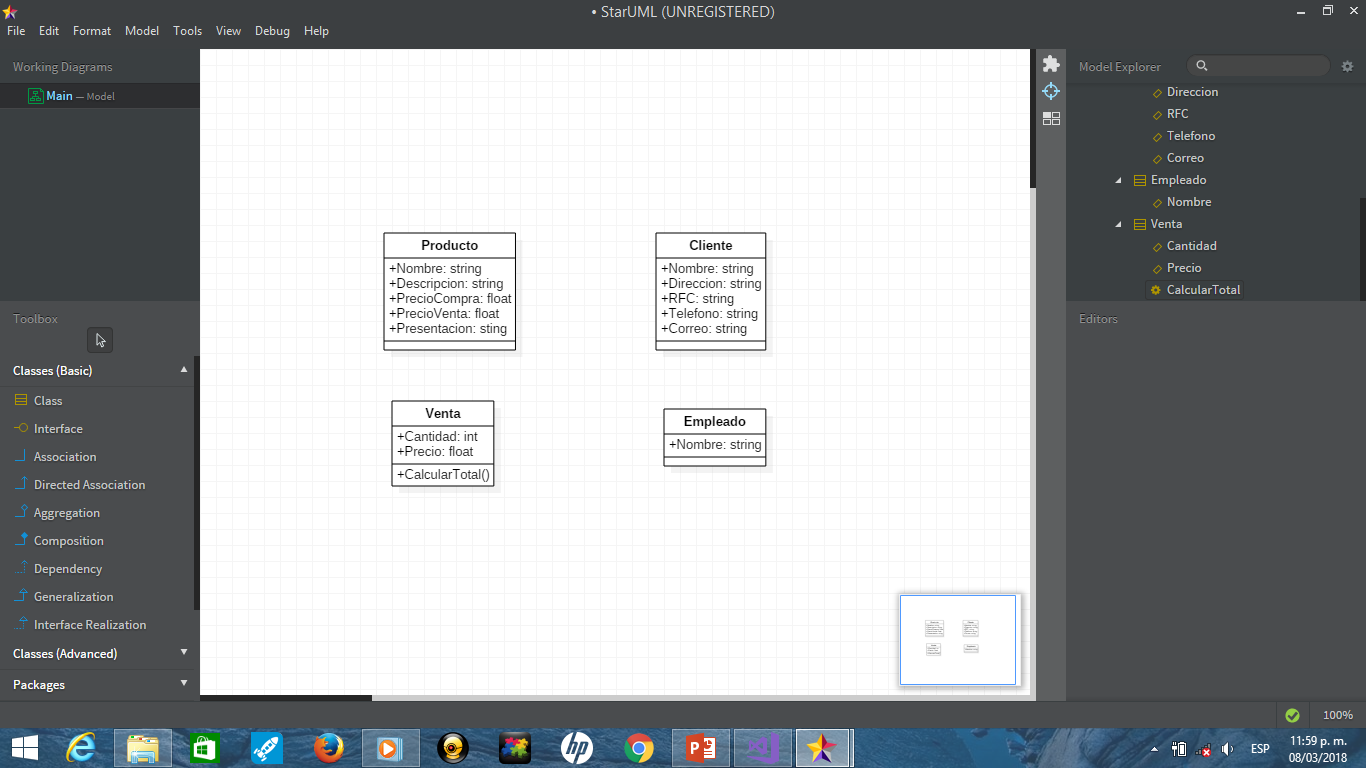 • StarUML (UNREGISTERED)
File Edit Format Model Tools View Debug Help
Working Diagrams
Main — Model
Toolbox
Classes (Basic)
Class
Interface
Association
Directed Association
Aggregation
Composition
Dependency
Generalization
Interface Realization
Classes (Advanced)
Packages
Producto
+Nombre: string
+Descripcion: string
+PrecioCompra: float
+PrecioVenta: float
+Presentacion: sting
Cliente
+Nombre: string
+Direccion: string
+RFC: string
+Telefono: string
+Correo: string
Venta
+Cantidad: int
+Precio: float
+CalcularTotal()
Empleado
+Nombre: string
Model Explorer
Direccion
RFC
Telefono
Correo
Empleado
Nombre
Venta
Cantidad
Precio
CalcularTotal
Editors
100%
hp
ESP
11:59 p. m.
08/03/2018